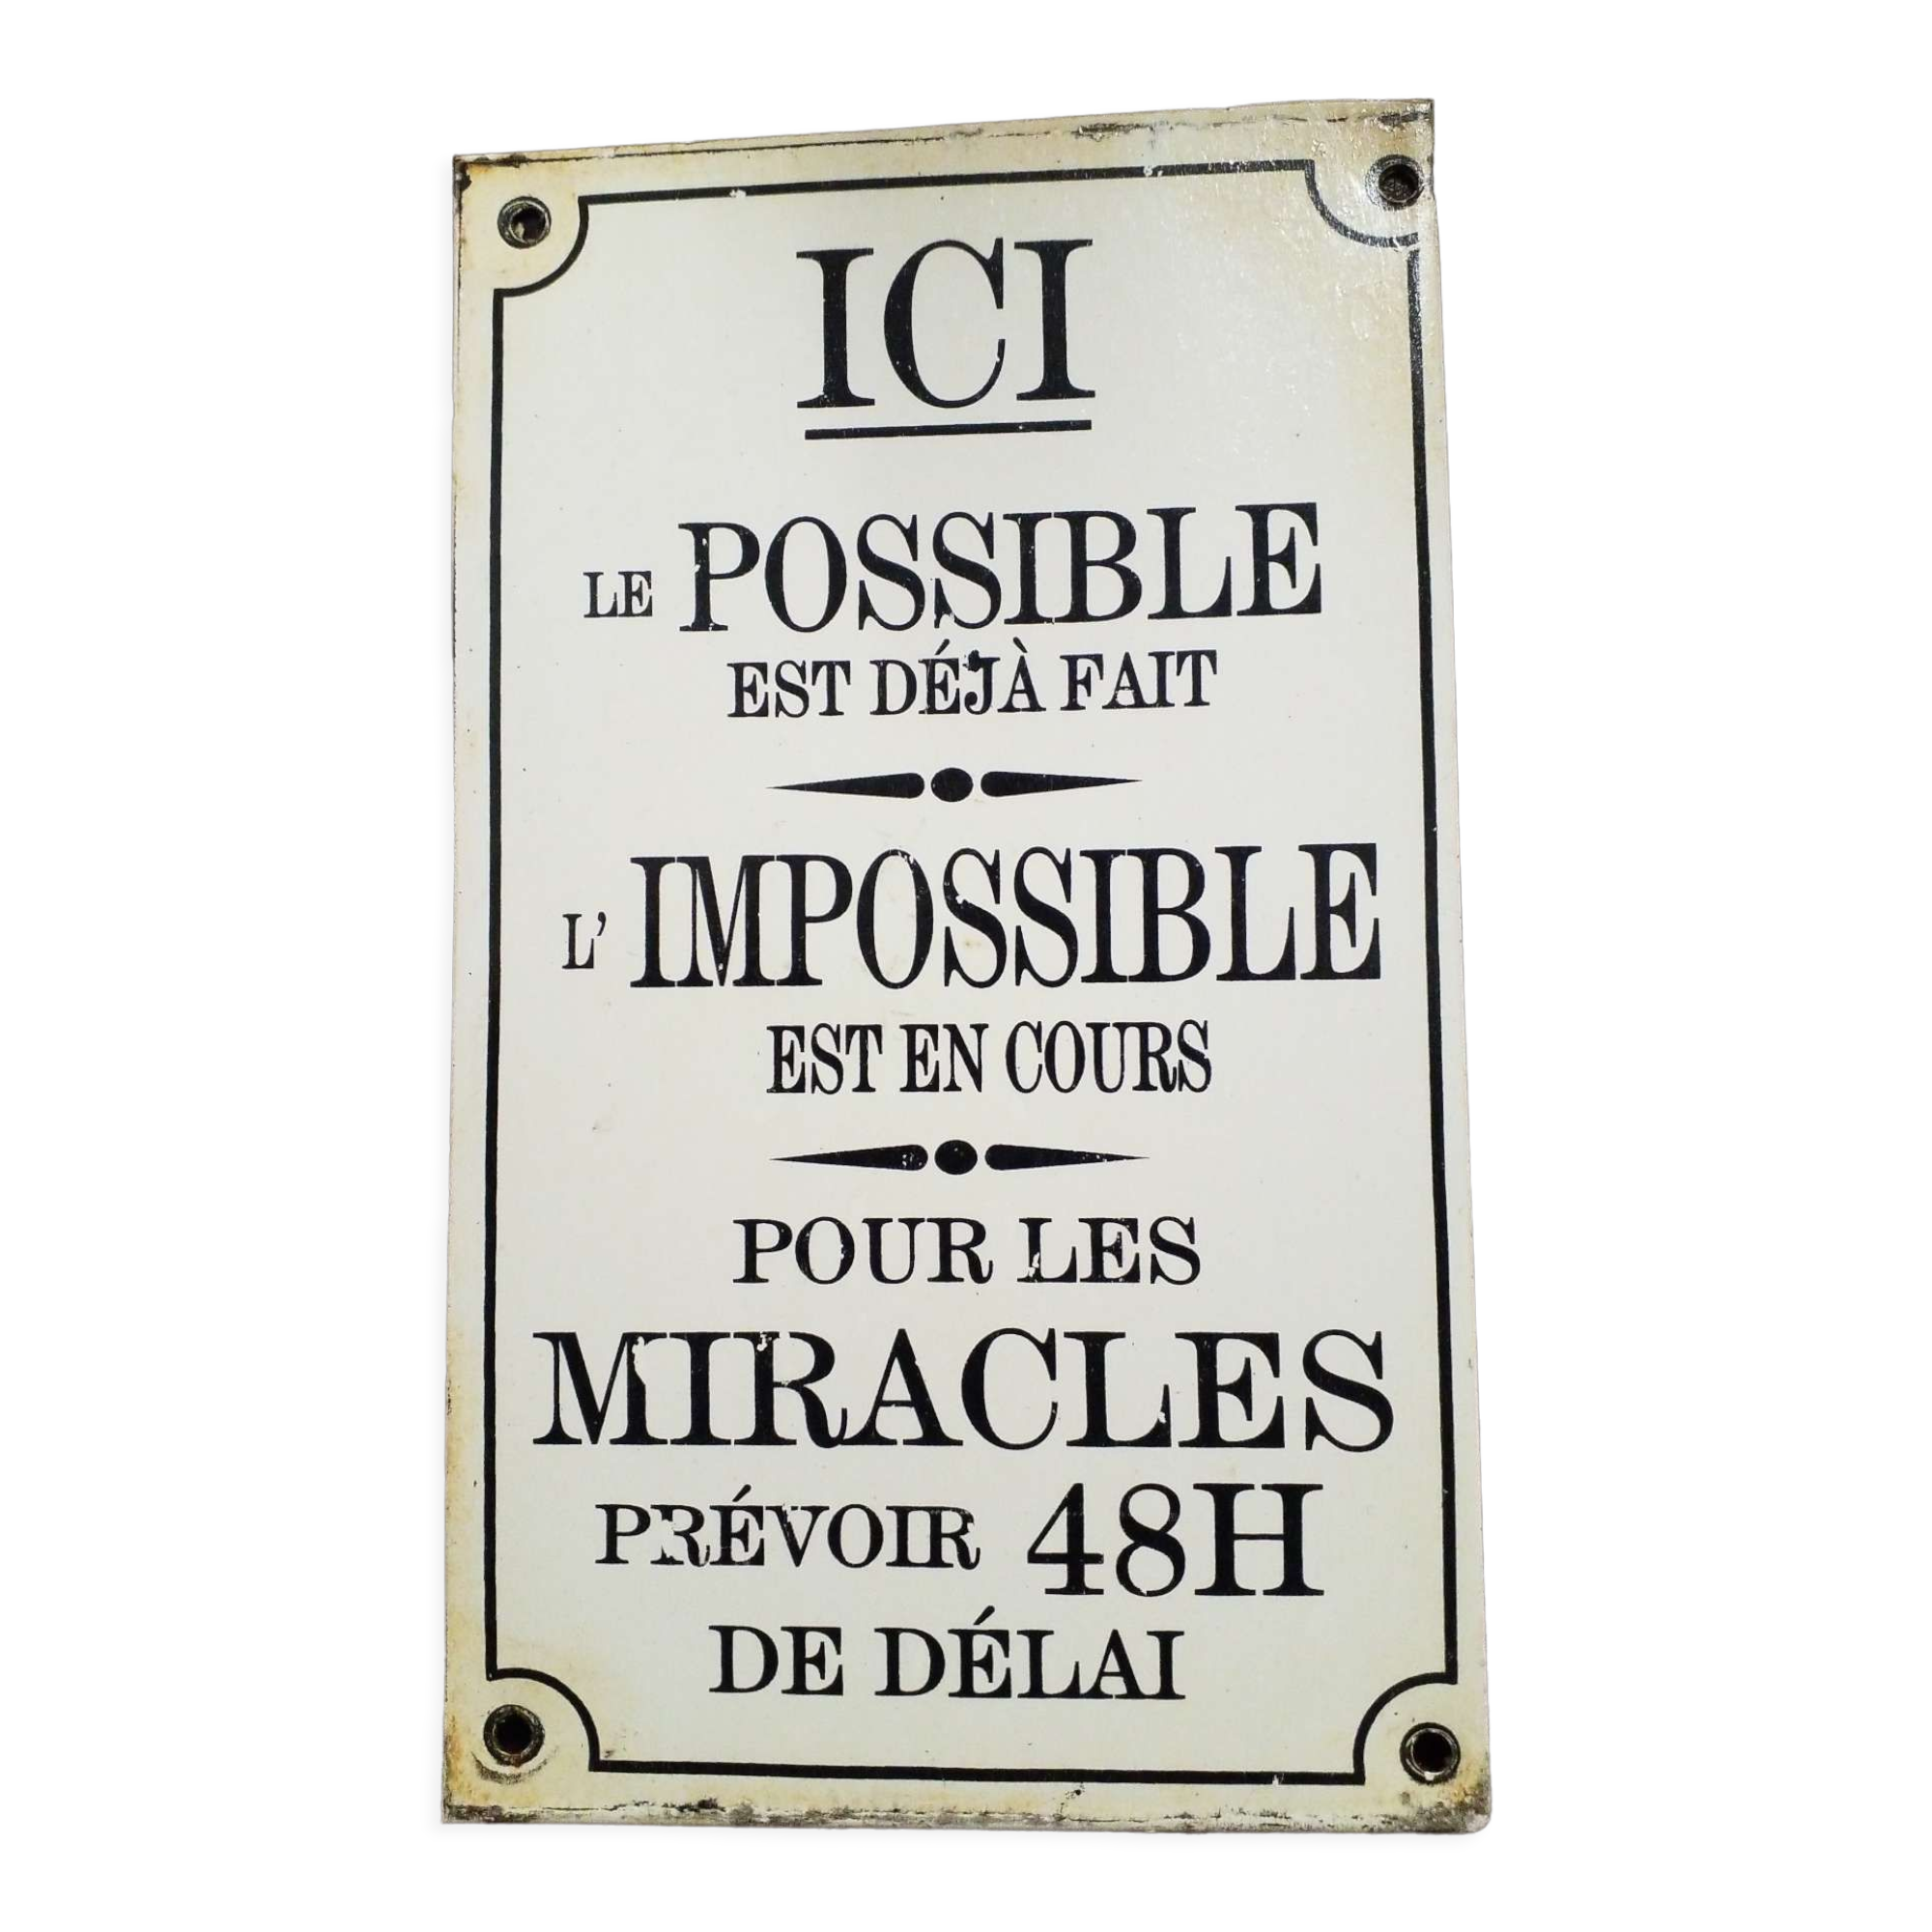 ICI
LE POSSIBLE
EST DÉJÀ FAIT
L'IMPOSSIBLE
EST EN COURS
POUR LES
MIRACLES
PRÉVOIR 48H
DE DÉLAI